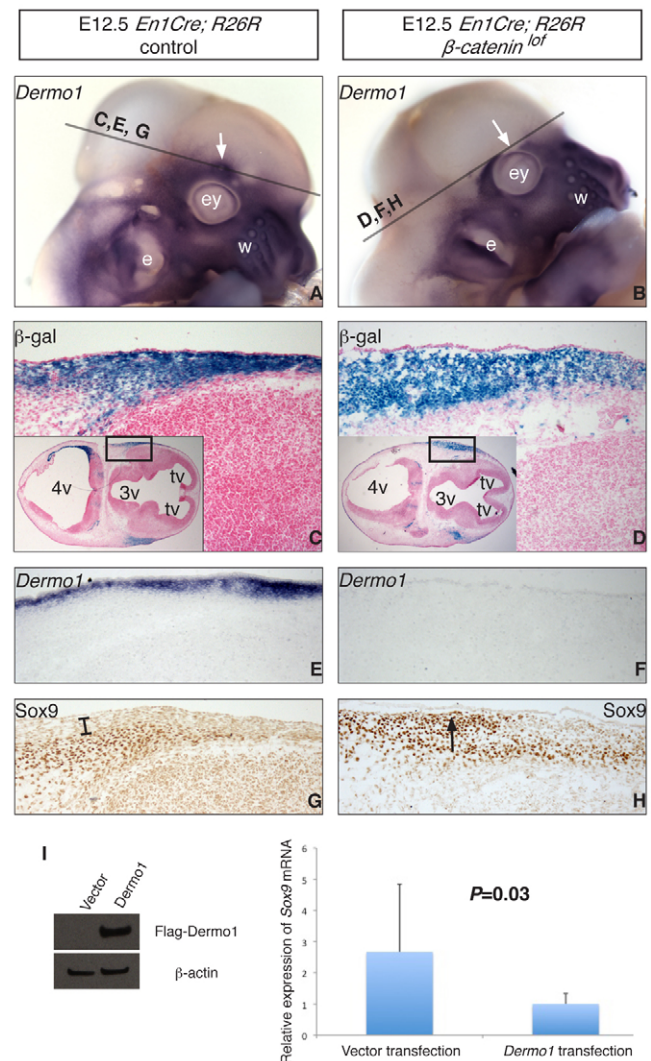 E12.5 En1Cre; R26R
control
E12.5 En1Cre; R26R
β-catenin lof
Dermo1
C,E, G
ey
e
w
A
Dermo1
D,F,H
ey
e
w
B
β-gal
4v
3v
tv
tv
C
β-gal
4v
3v
tv
tv
D
Dermo1
E
Dermo1
F
Sox9
G
Sox9
H
I
Vector
Dermo1
Flag-Dermo1
β-actin
Relative expression of Sox9 mRNA
6
5
4
3
2
1
0
P=0.03
Vector transfection
Dermo1 transfection